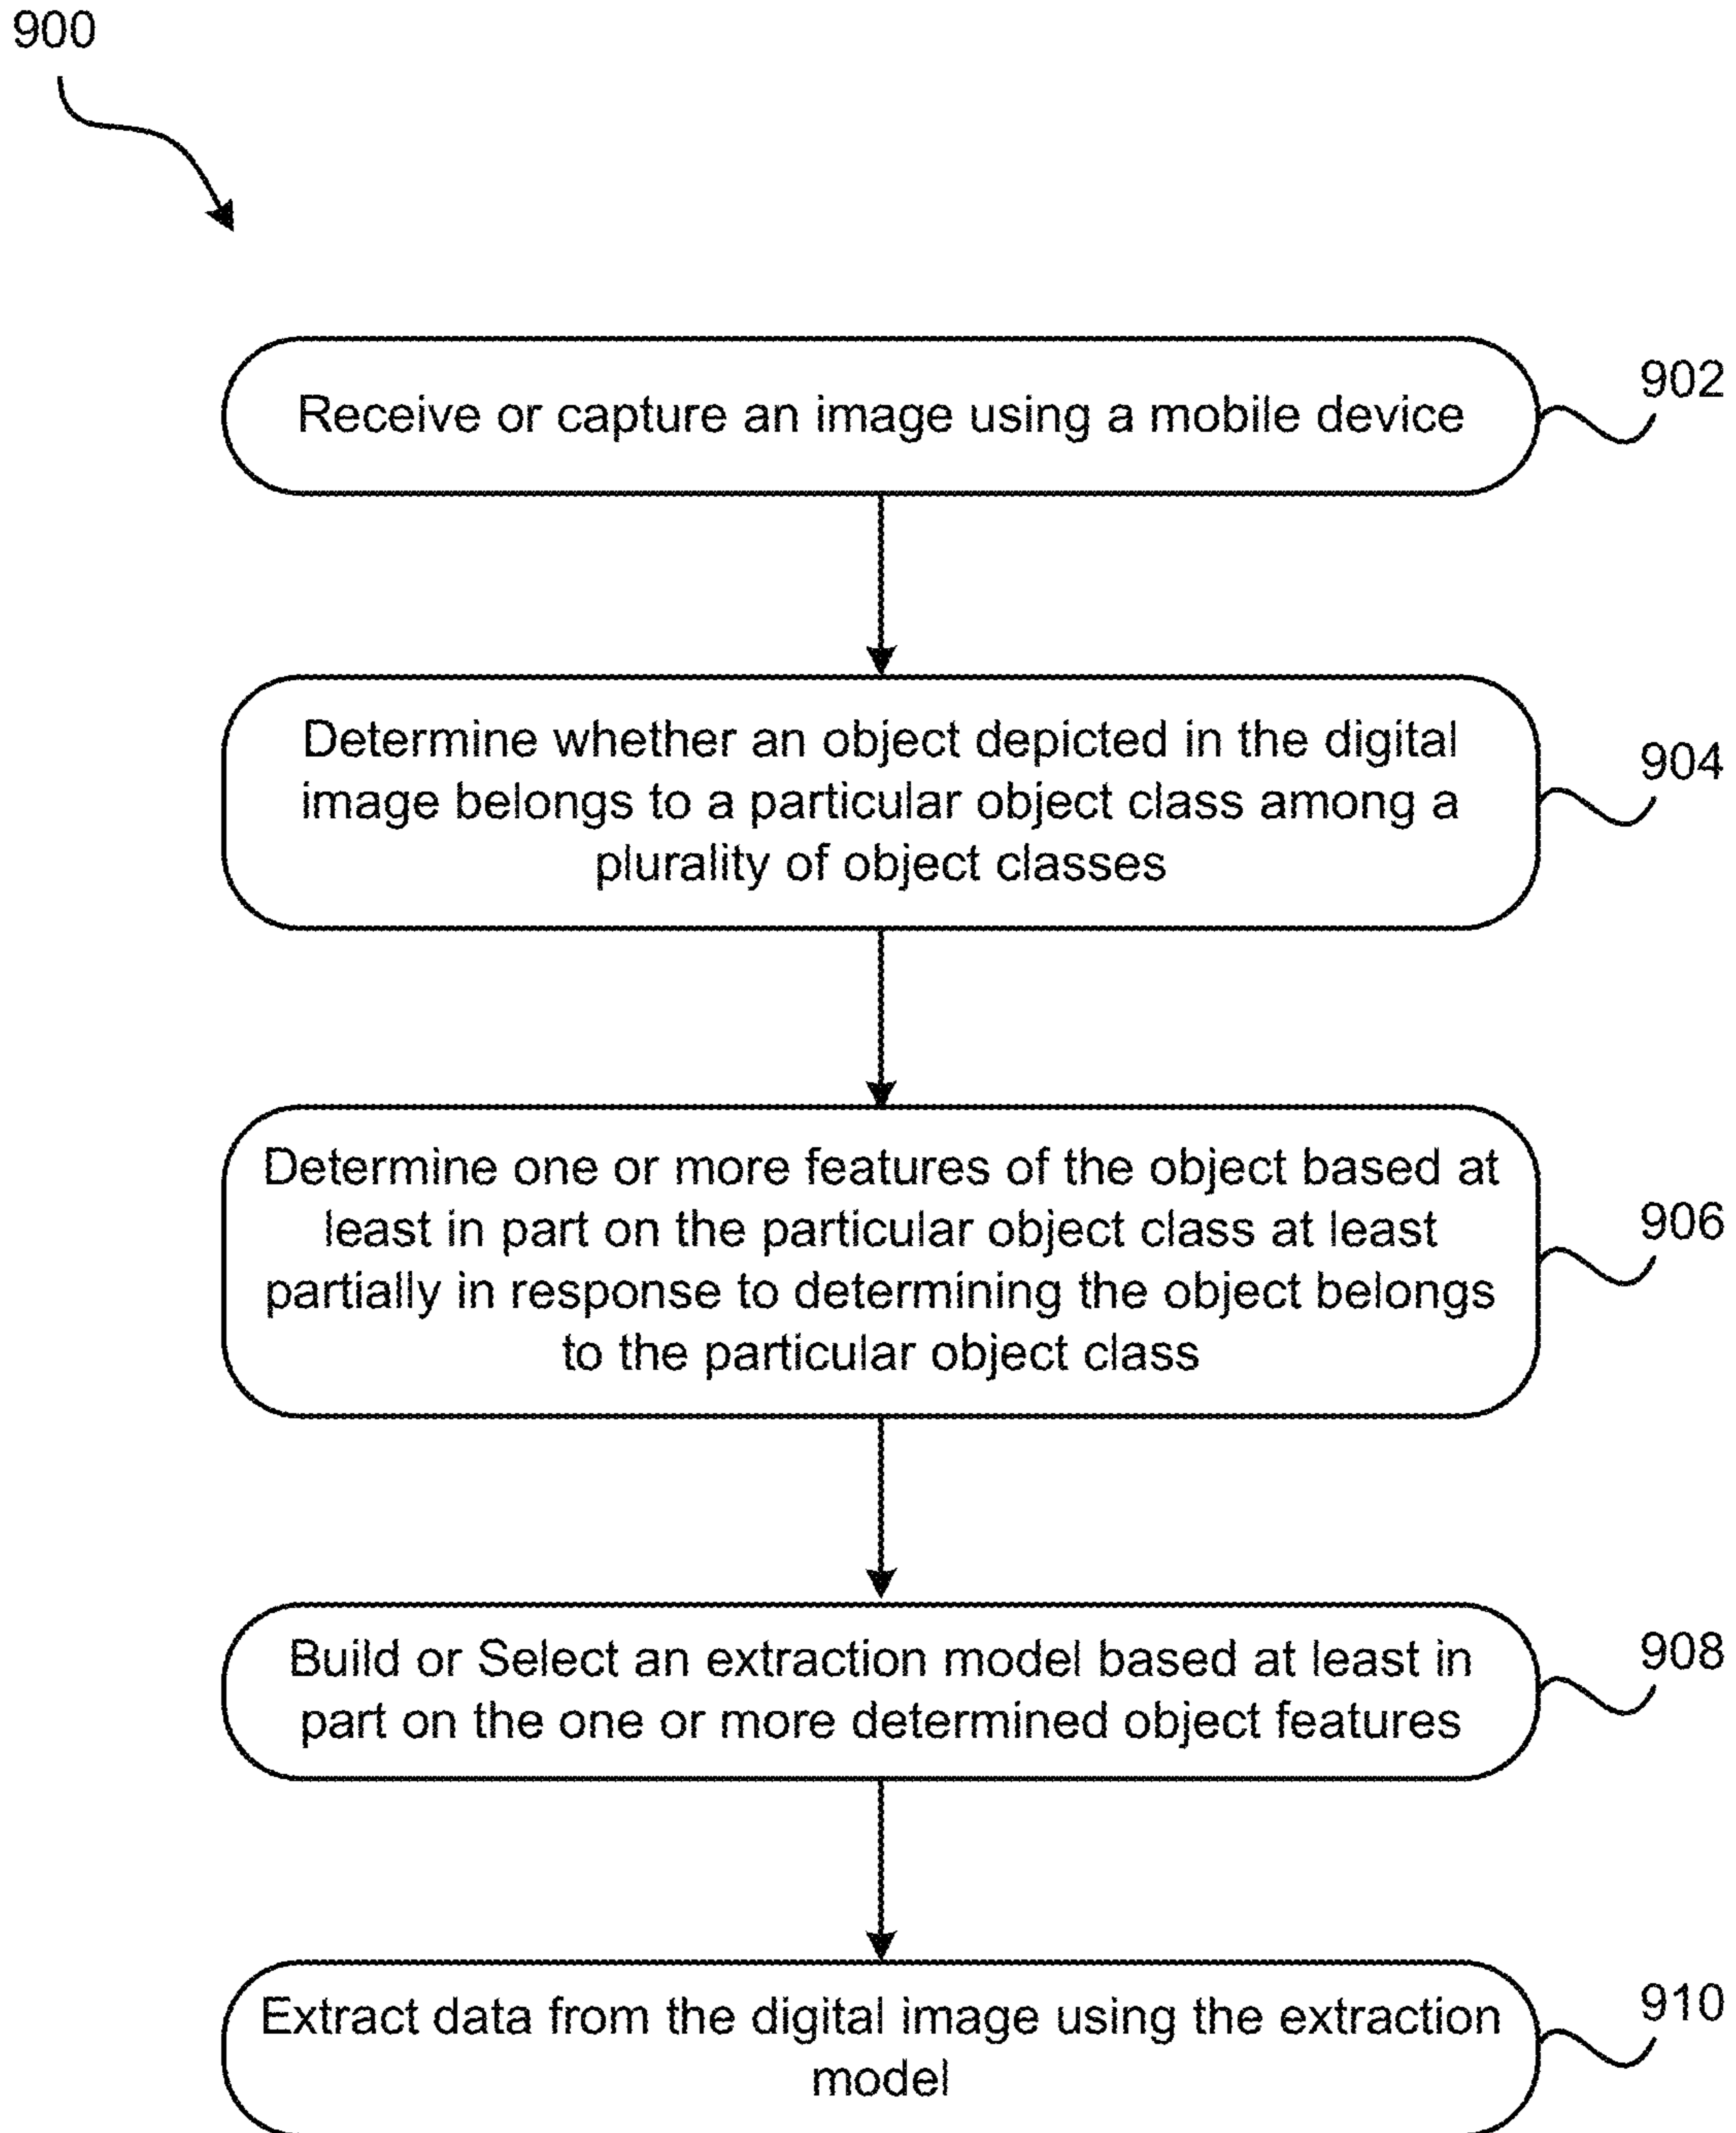 900
Receive or capture an image using a mobile device
902
Determine whether an object depicted in the digital
image belongs to a particular object class among a
plurality of object classes
904
Determine one or more features of the object based at
least in part on the particular object class at least
partially in response to determining the object belongs
to the particular object class
906
Build or Select an extraction model based at least in
part on the one or more determined object features
908
Extract data from the digital image using the extraction
model
910